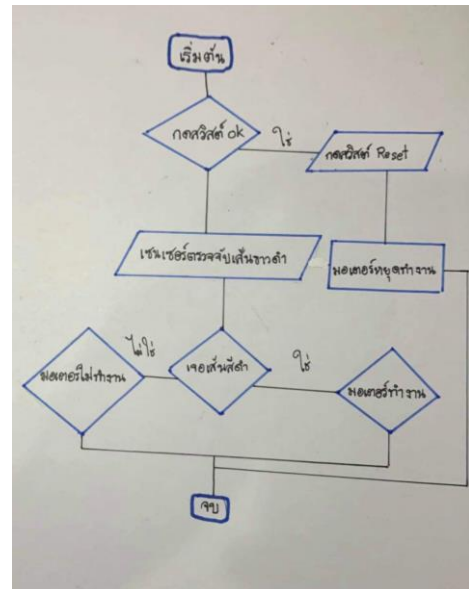 เริ่มต้น
กดสวิสต์ ok
ใช่
กดสวิสต์ Reset
เซนเซอร์ตรวจจับเส้นขาวดำ
มอเตอร์หยุดทำงาน
ไม่ใช่
ใช่
มอเตอร์ไม่ทำงาน
เจอเส้นสีดำ
มอเตอร์ทำงาน
จบ